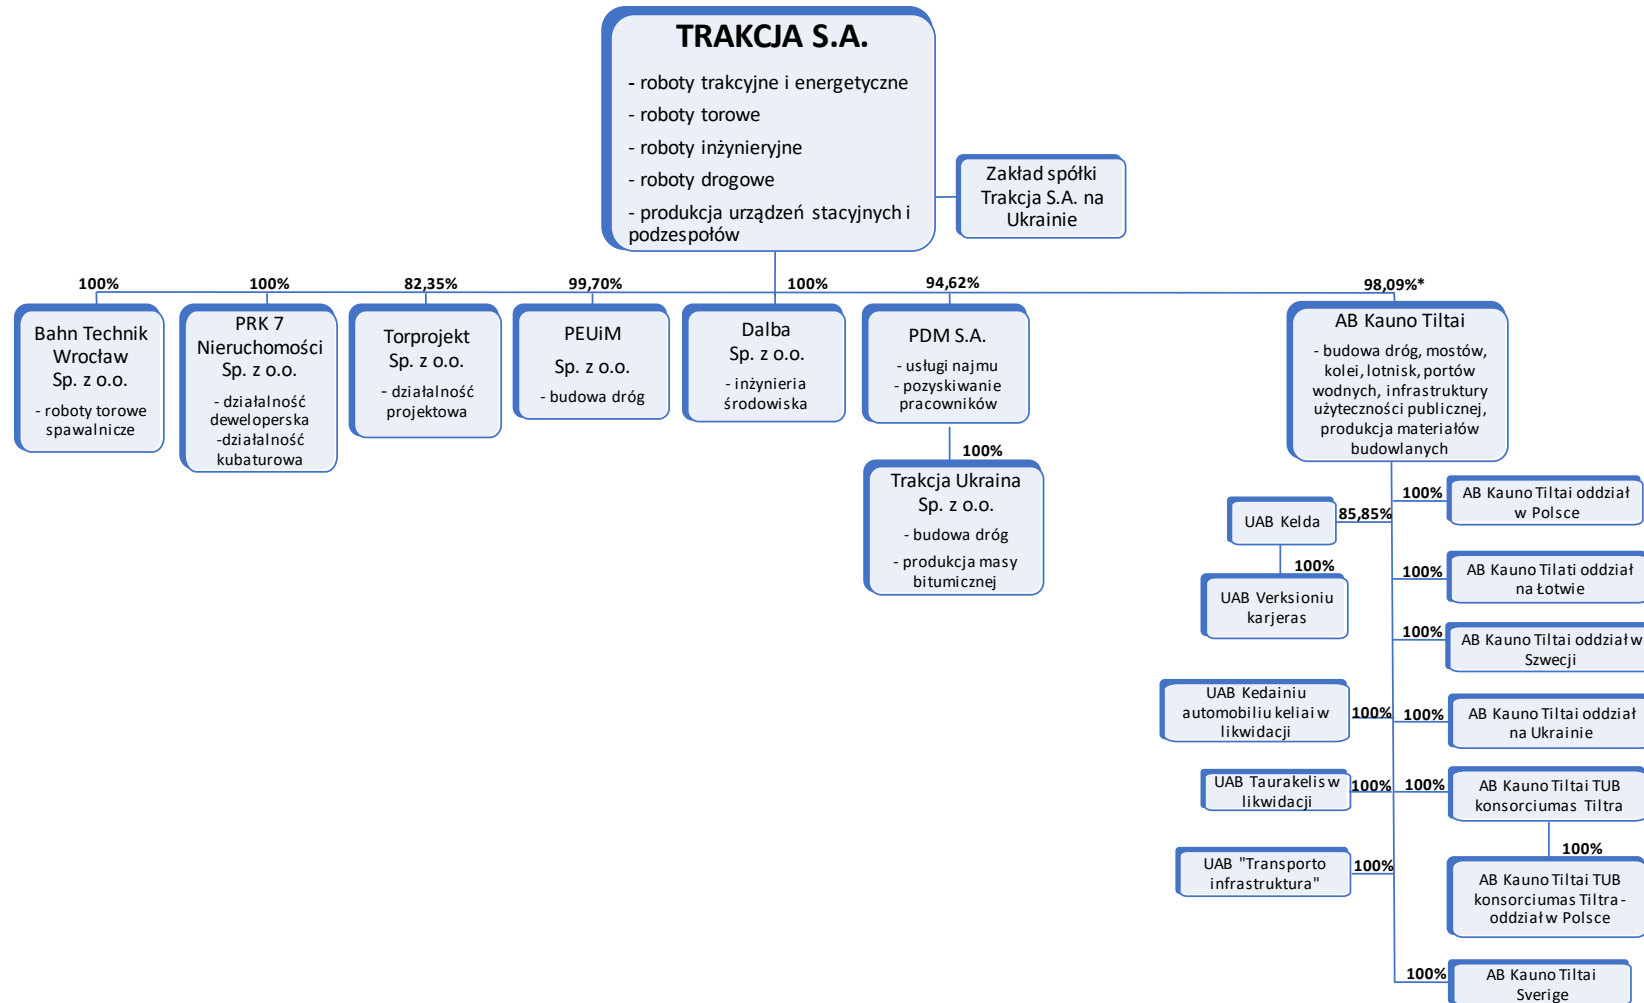 TRAKCJA S.A.
- roboty trakcyjne i energetyczne
- roboty torowe
- roboty inżynieryjne
- roboty drogowe
- produkcja urządzeń stacyjnych i
podzespołów
Zakład spółki
Trakcja S.A. na
Ukrainie
100%
Bahn Technik
Wrocław
Sp. z o.o.
- roboty torowe
spawalnicze
100%
PRK 7
Nieruchomości
Sp. z o.o.
- działalność
deweloperska
-działalność
kubaturowa
82,35%
Torprojekt
Sp. z o.o.
- działalność
projektowa
99,70%
PEUiM
Sp. z o.o.
- budowa dróg
100%
Dalba
Sp. z o.o.
- inżynieria
środowiska
94,62%
PDM S.A.
- usługi najmu
- pozyskiwanie
pracowników
100%
Trakcja Ukraina
Sp. z o.o.
- budowa dróg
- produkcja masy
bitumicznej
98,09%*
AB Kauno Tiltai
- budowa dróg, mostów,
kolei, lotnisk, portów
wodnych, infrastruktury
użyteczności publicznej,
produkcja materiałów
budowlanych
85,85%
UAB Kelda
100%
UAB Verksioniu
karjeras
100%
UAB Kedainiu
automobiliu keliai w
likwidacji
100%
UAB Taurakelis w
likwidacji
100%
UAB "Transporto
infrastruktura"
100%
AB Kauno Tiltai oddział
w Polsce
100%
AB Kauno Tilati oddział
na Łotwie
100%
AB Kauno Tiltai oddział w
Szwecji
100%
AB Kauno Tiltai oddział
na Ukrainie
100%
AB Kauno Tiltai TUB
konsorciumas Tiltra
100%
AB Kauno Tiltai TUB
konsorciumas Tiltra -
oddział w Polsce
100%
AB Kauno Tiltai
Sverige